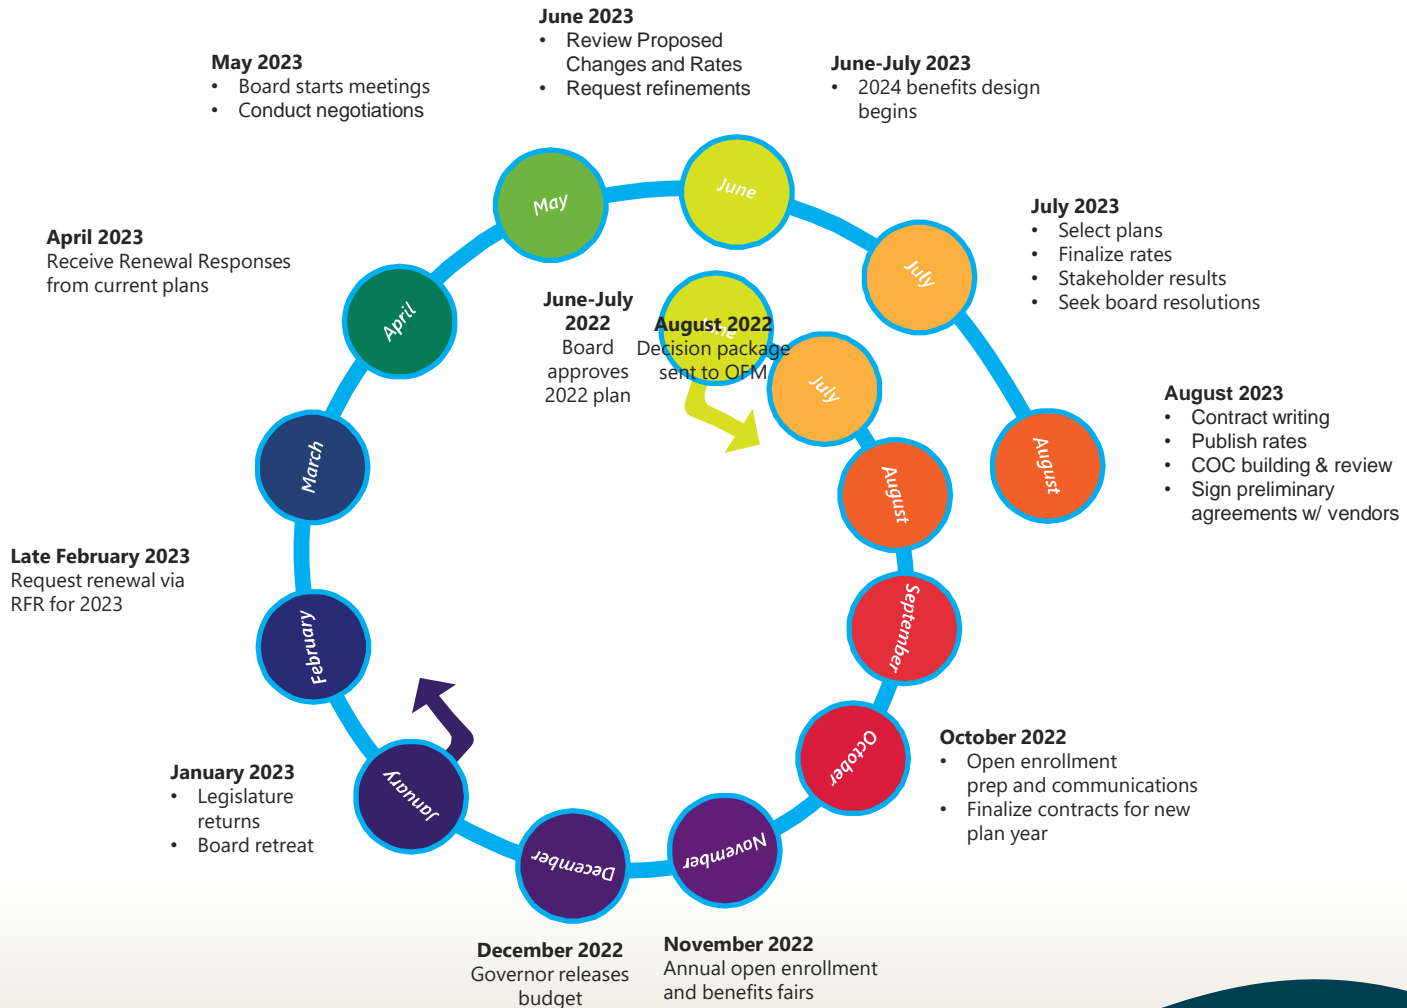 June 2023
• Review Proposed
Changes and Rates
• Request refinements
May 2023
• Board starts meetings
• Conduct negotiations
June-July 2023
• 2024 benefits design
begins
July 2023
• Select plans
• Finalize rates
• Stakeholder results
• Seek board resolutions
April 2023
Receive Renewal Responses
from current plans
August 2023
• Contract writing
• Publish rates
• COC building & review
• Sign preliminary
agreements w/ vendors
June-July
2022
Board
approves
2022 plan
August 2022
Decision package
sent to OFM
Late February 2023
Request renewal via
RFR for 2023
January 2023
• Legislature
returns
• Board retreat
October 2022
• Open enrollment
prep and communications
• Finalize contracts for new
plan year
December 2022
Governor releases
budget
November 2022
Annual open enrollment
and benefits fairs
June
July
August
September
October
November
December
January
February
March
April
May
June
July
August